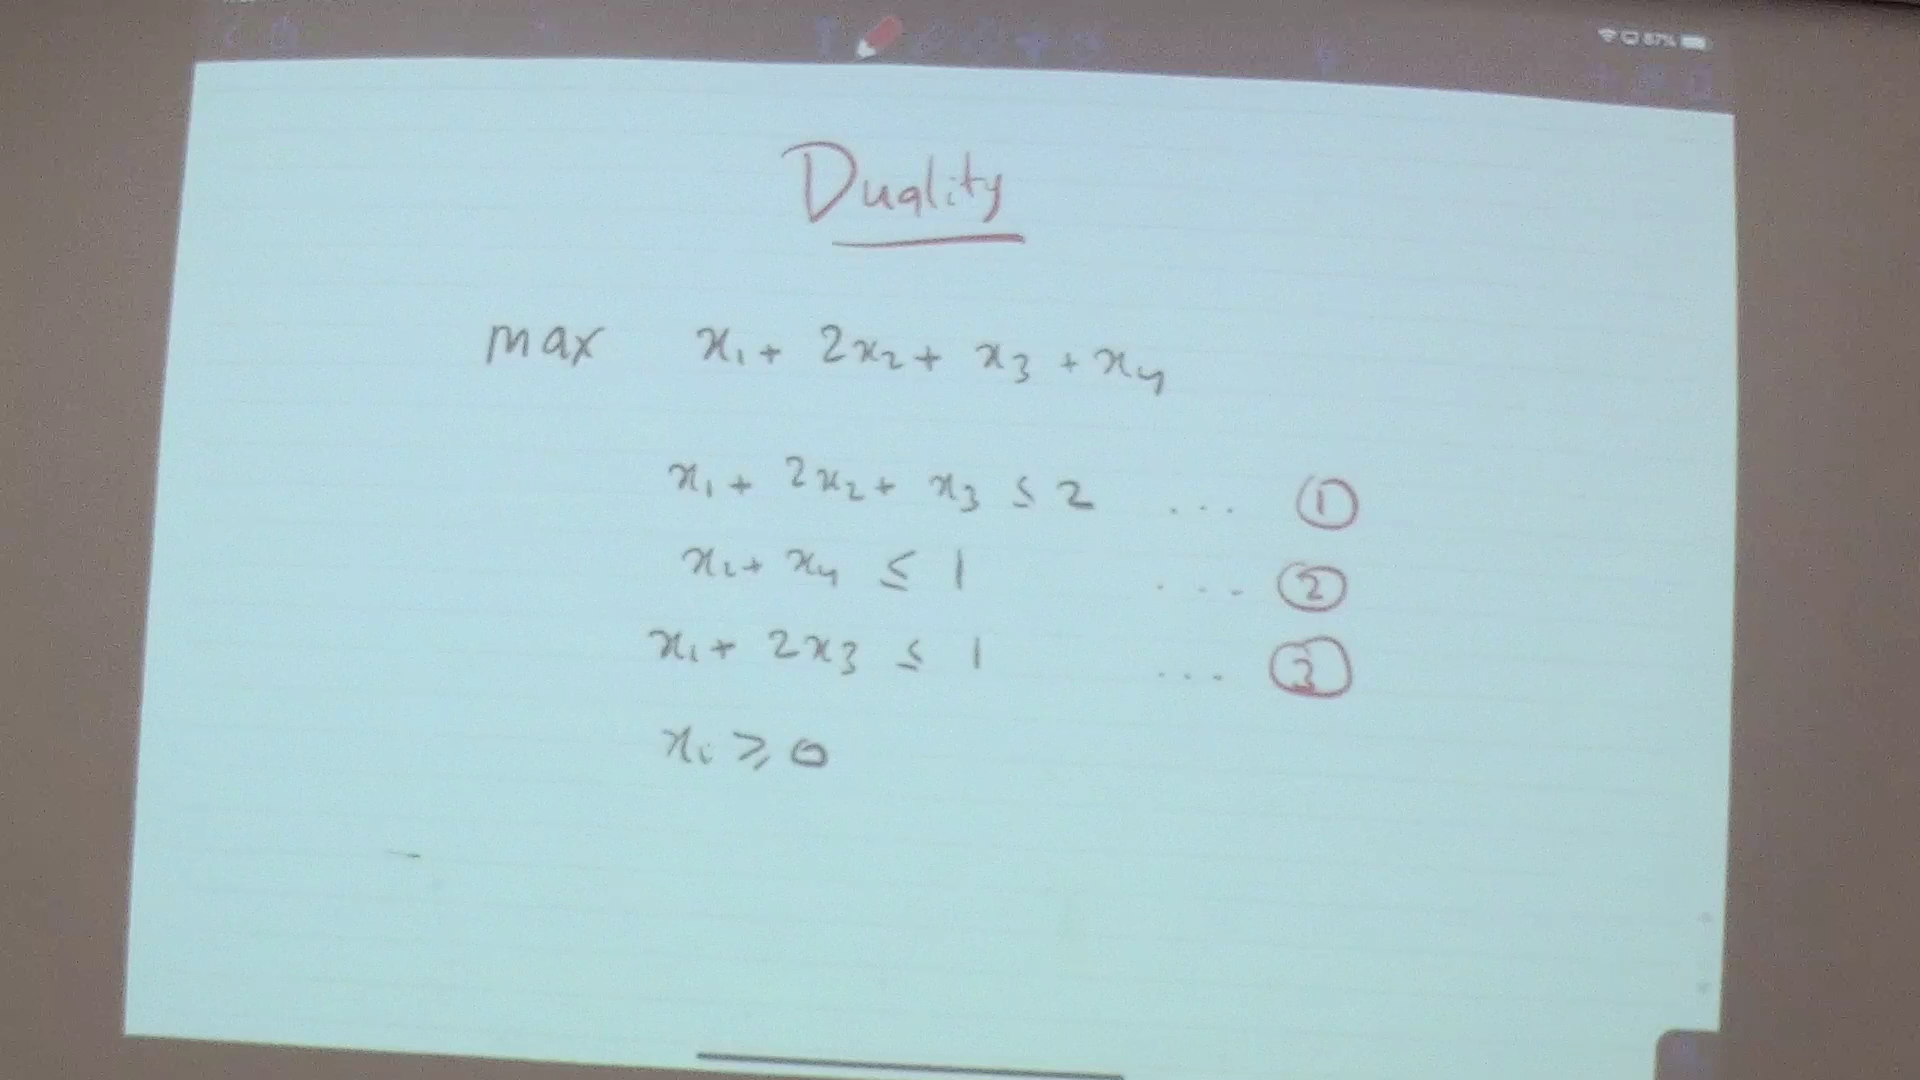 87%
Duality
max x₁ + 2x₂ + x₃ + x₄
x₁ + 2x₂ + x₃ ≤ 2 ... ①
x₂ + x₄ ≤ 1 ... ②
x₁ + 2x₃ ≤ 1 ... ③
xᵢ ≥ 0